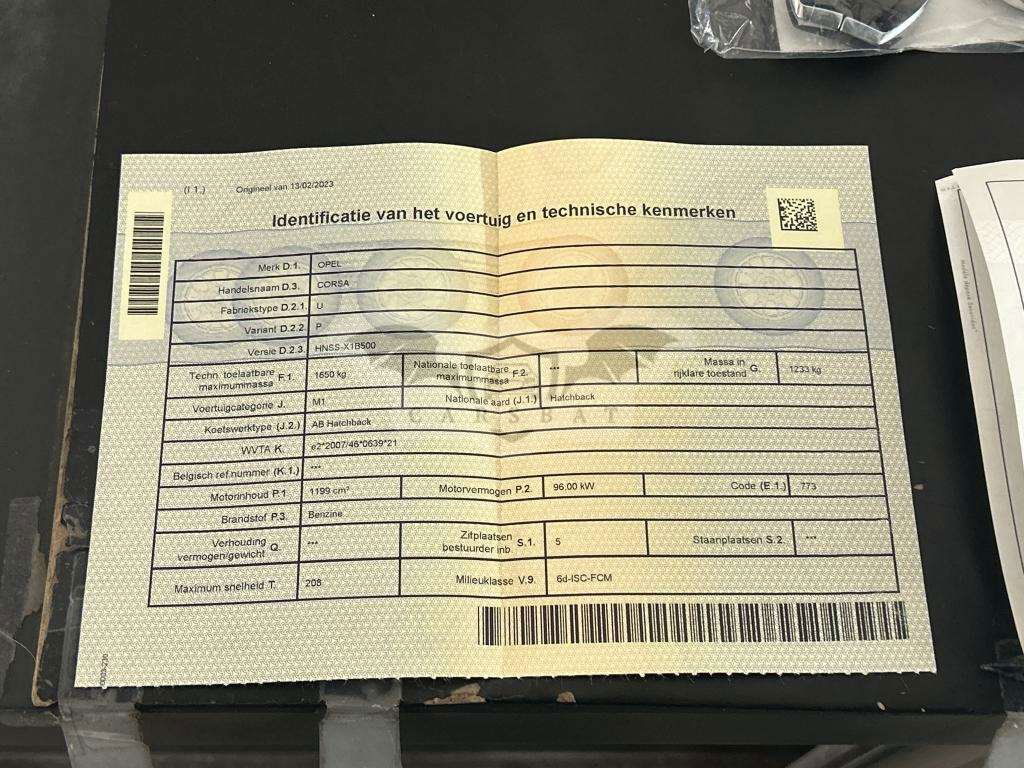 (I 1.) Origineel van 13/02/2023
Identificatie van het voertuig en technische kenmerken
Merk D.1. OPEL
Handelsnaam D.3. CORSA
Fabriekstype D.2.1. U
Variant D.2.2. P
Versie D.2.3. HNSS-X1B500
Techn. toelaatbare maximummassa F.1. 1650 kg Nationale toelaatbare maximummassa F.2. *** Massa in rijklare toestand G. 1233 kg
Voertuigcategorie J. M1 Nationale aard (J.1.) Hatchback
Koetswerktype (J.2.) AB Hatchback
CARSBAT
WVTA K. e2*2007/46*0639*21
Belgisch ref.nummer (K.1.) ***
Motorinhoud P.1 1199 cm³ Motorvermogen P.2. 96.00 kW Code (E.1.) 773
Brandstof P.3. Benzine
Verhouding vermogen/gewicht Q. *** Zitplaatsen bestuurder inb. S.1. 5 Staanplaatsen S.2. ***
Maximum snelheid T. 208 Milieuklasse V.9. 6d-ISC-FCM